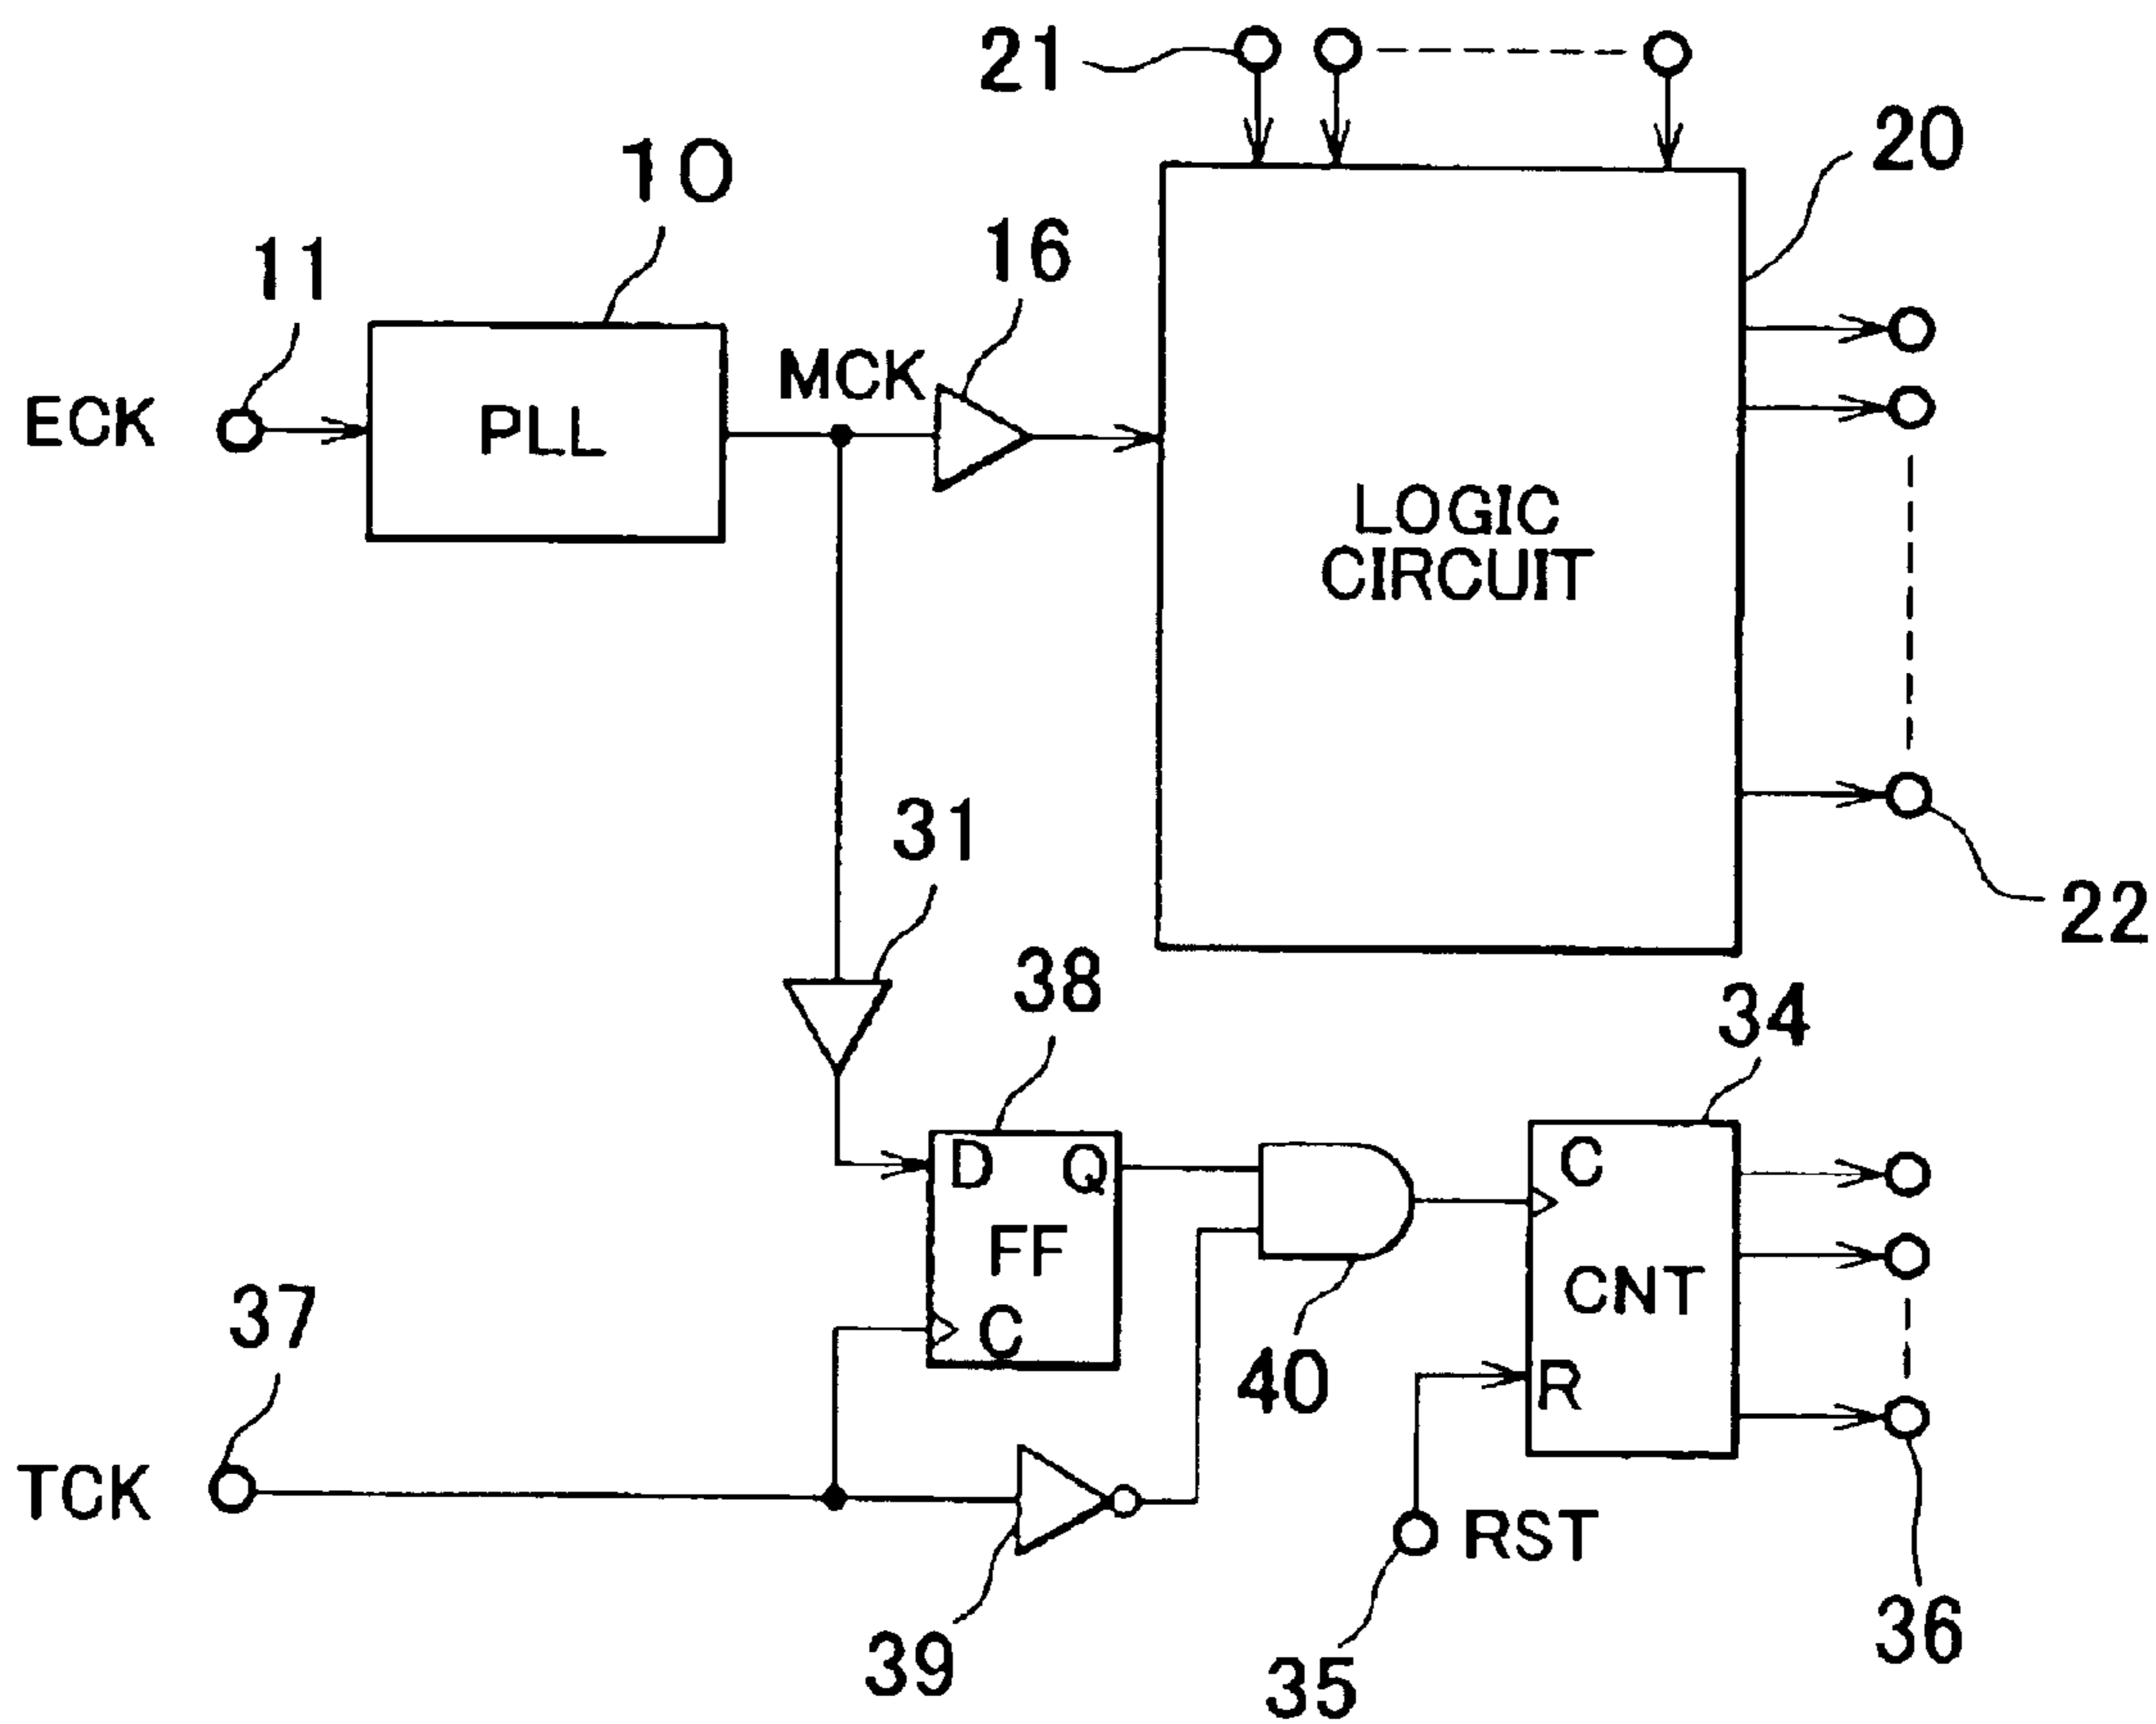 21
20
10
16
11
MCK
ECK
PLL
LOGIC
CIRCUIT
31
22
38
34
D Q
C
FF
CNT
37
C
40
R
TCK
RST
39
35
36